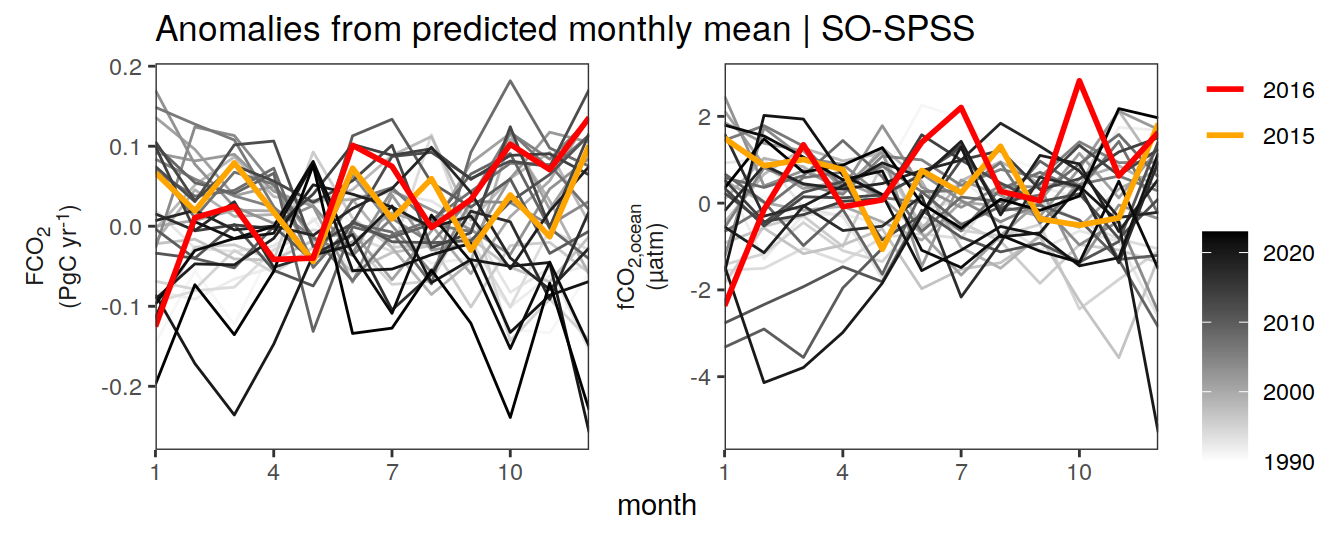 Anomalies from predicted monthly mean | SO-SPSS
FCO₂
(PgC yr⁻¹)
0.2
0.1
0.0
-0.1
-0.2
1 4 7 10
fCO₂,ocean
(µatm)
2
0
-2
-4
1 4 7 10
month
2016
2015
2020
2010
2000
1990